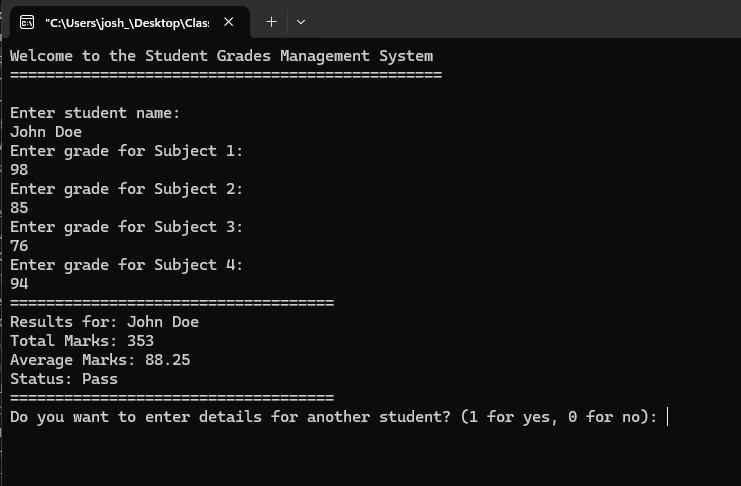 "C:\Users\josh_\Desktop\Class
Welcome to the Student Grades Management System
================================================
Enter student name:
John Doe
Enter grade for Subject 1:
98
Enter grade for Subject 2:
85
Enter grade for Subject 3:
76
Enter grade for Subject 4:
94
====================================
Results for: John Doe
Total Marks: 353
Average Marks: 88.25
Status: Pass
====================================
Do you want to enter details for another student? (1 for yes, 0 for no):